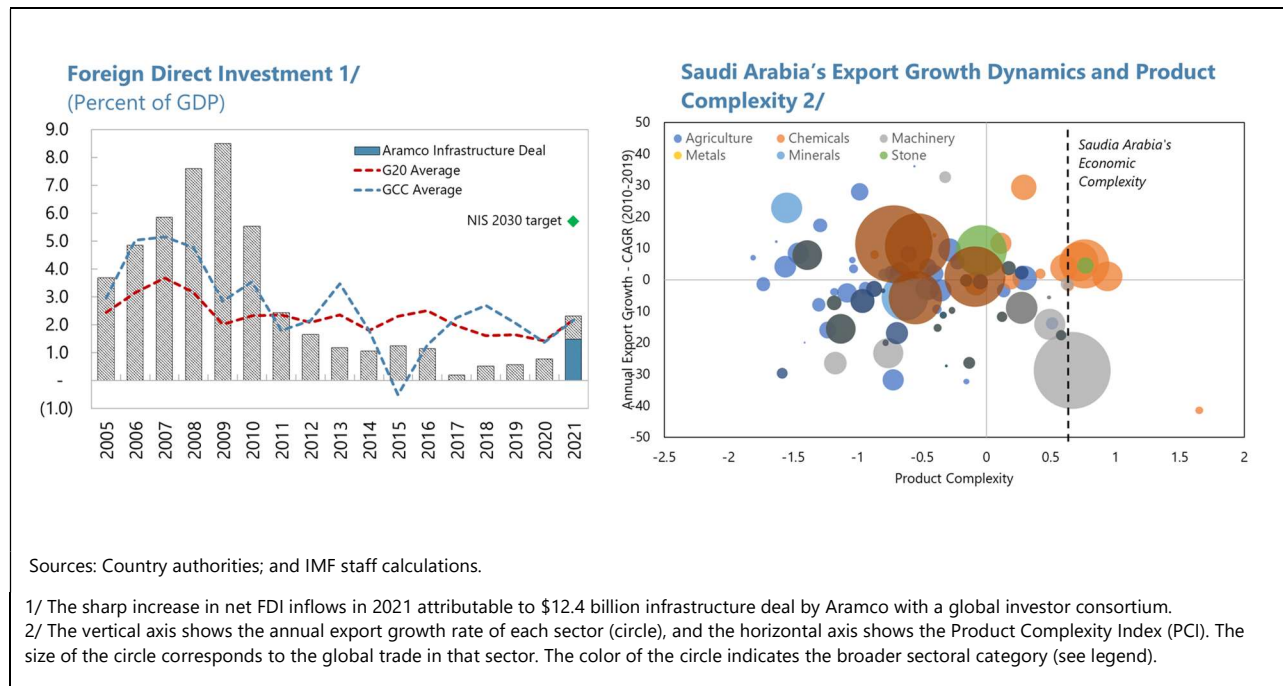 Foreign Direct Investment 1/
(Percent of GDP)
9.0
8.0
7.0
6.0
5.0
4.0
3.0
2.0
1.0
-
(1.0)
Aramco Infrastructure Deal
G20 Average
GCC Average
NIS 2030 target
2005
2006
2007
2008
2009
2010
2011
2012
2013
2014
2015
2016
2017
2018
2019
2020
2021
Saudi Arabia's Export Growth Dynamics and Product
Complexity 2/
Annual Export Growth - CAGR (2010-2019)
50
40
30
20
10
0
-10
-20
-30
-40
-50
Agriculture Chemicals Machinery
Metals Minerals Stone
Saudia Arabia's
Economic
Complexity
-2.5 -2 -1.5 -1 -0.5 0 0.5 1 1.5 2
Product Complexity
Sources: Country authorities; and IMF staff calculations.
1/ The sharp increase in net FDI inflows in 2021 attributable to $12.4 billion infrastructure deal by Aramco with a global investor consortium.
2/ The vertical axis shows the annual export growth rate of each sector (circle), and the horizontal axis shows the Product Complexity Index (PCI). The
size of the circle corresponds to the global trade in that sector. The color of the circle indicates the broader sectoral category (see legend).